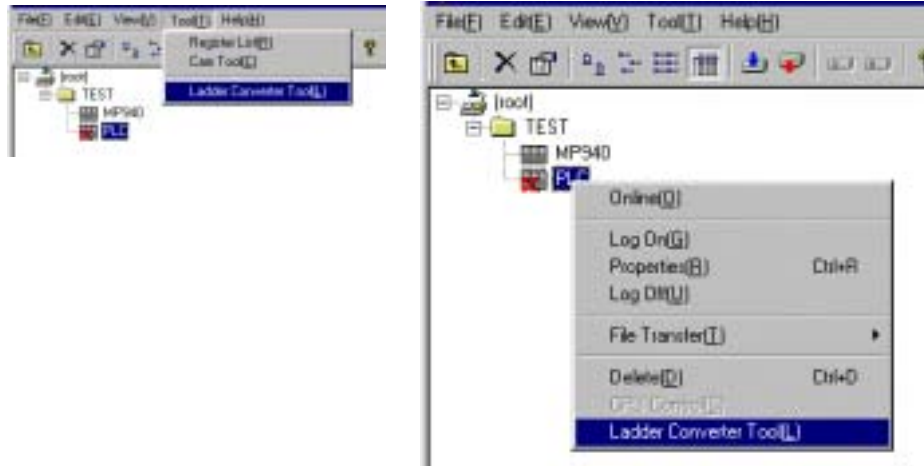 File(F) Edit(E) View(V) Tool(T) Help(H)
Register List(R)
Cam Tool(C)
Ladder Converter Tool(L)
(root)
TEST
MP940
PLC
File(F) Edit(E) View(V) Tool(T) Help(H)
(root)
TEST
MP940
PLC
Online(O)
Log On(G)
Properties(R) Ctrl+R
Log Off(U)
File Transfer(T)
Delete(D) Ctrl+D
CPU Control(C)
Ladder Converter Tool(L)